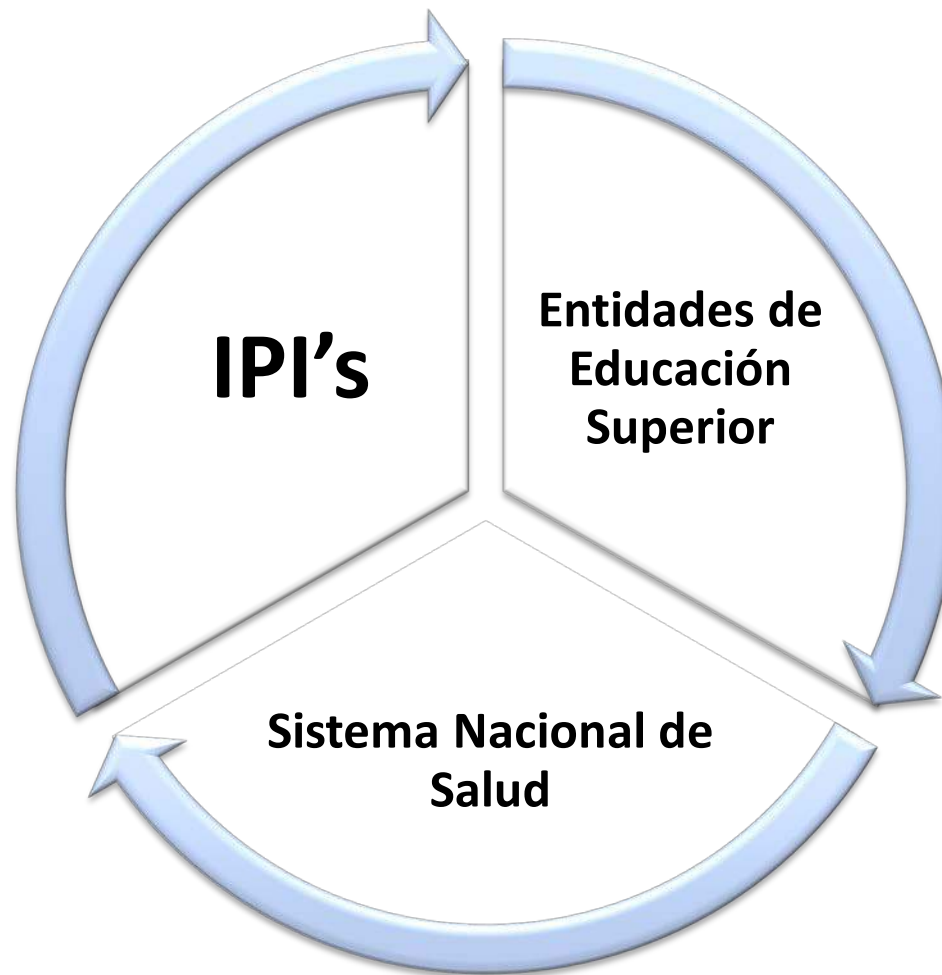 IPI’s
Entidades de
Educación
Superior
Sistema Nacional de
Salud